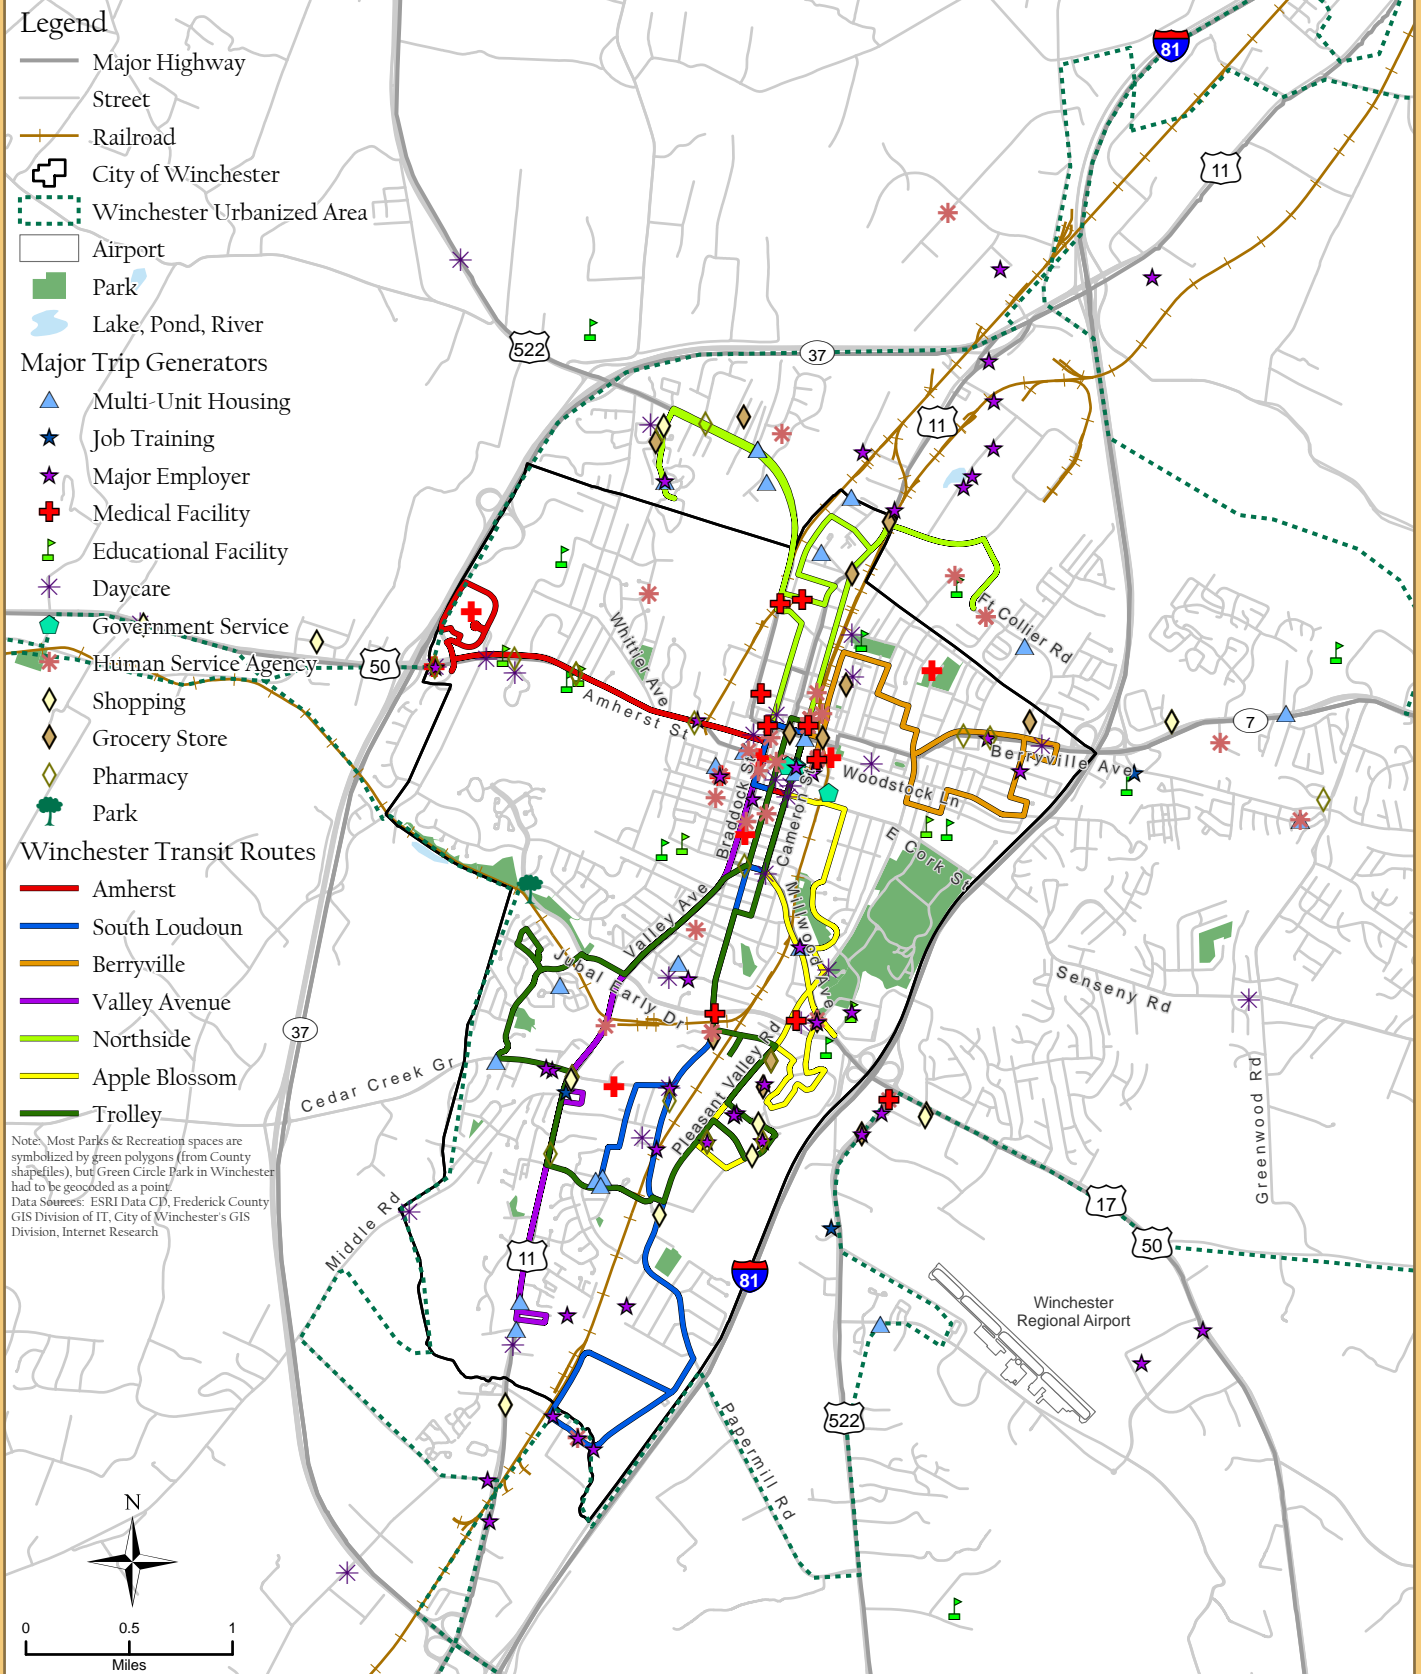 Legend
Major Highway
Street
Railroad
City of Winchester
Winchester Urbanized Area
Airport
Park
Lake, Pond, River
Major Trip Generators
Multi-Unit Housing
Job Training
Major Employer
Medical Facility
Educational Facility
Daycare
Government Service
Human Service Agency
Shopping
Grocery Store
Pharmacy
Park
Winchester Transit Routes
Amherst
South Loudoun
Berryville
Valley Avenue
Northside
Apple Blossom
Trolley
Note: Most Parks & Recreation spaces are
symbolized by green polygons (from County
shapefiles), but Green Circle Park in Winchester
had to be geocoded as a point.
Data Sources: ESRI Data CD, Frederick County
GIS Division of IT, City of Winchester's GIS
Division, Internet Research
N
0 0.5 1
Miles
81
11
522
37
11
50
7
37
11
81
17
50
522
Whittier Ave
Amherst St
Ft Collier Rd
Berryville Ave
Woodstock Ln
E Cork St
Braddock St
Cameron St
Millwood Ave
Valley Ave
Jubal Early Dr
Pleasant Valley Rd
Cedar Creek Gr
Middle Rd
Senseny Rd
Greenwood Rd
Papermill Rd
Winchester
Regional Airport